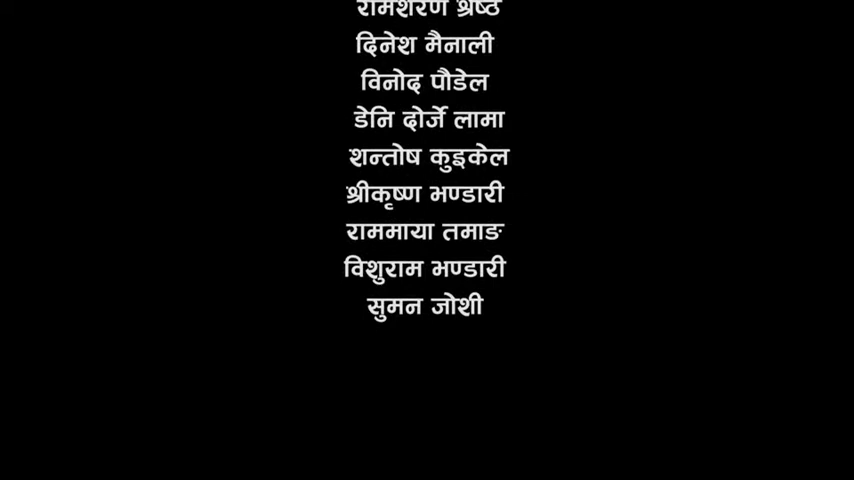 रामशरण श्रेष्ठ
दिनेश मैनाली
विनोद पौडेल
डेनि दोर्जे लामा
शन्तोष कुइकेल
श्रीकृष्ण भण्डारी
राममाया तमाङ
विशुराम भण्डारी
सुमन जोशी